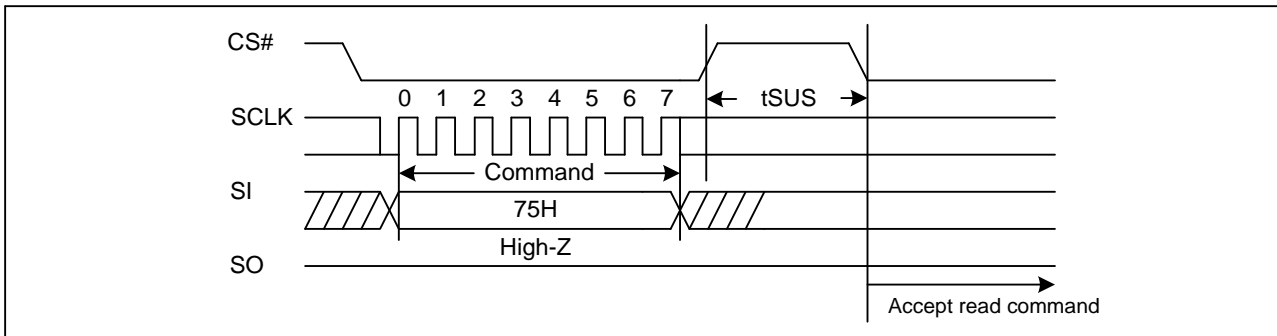 CS#
0 1 2 3 4 5 6 7
tSUS
SCLK
Command
SI
75H
High-Z
SO
Accept read command